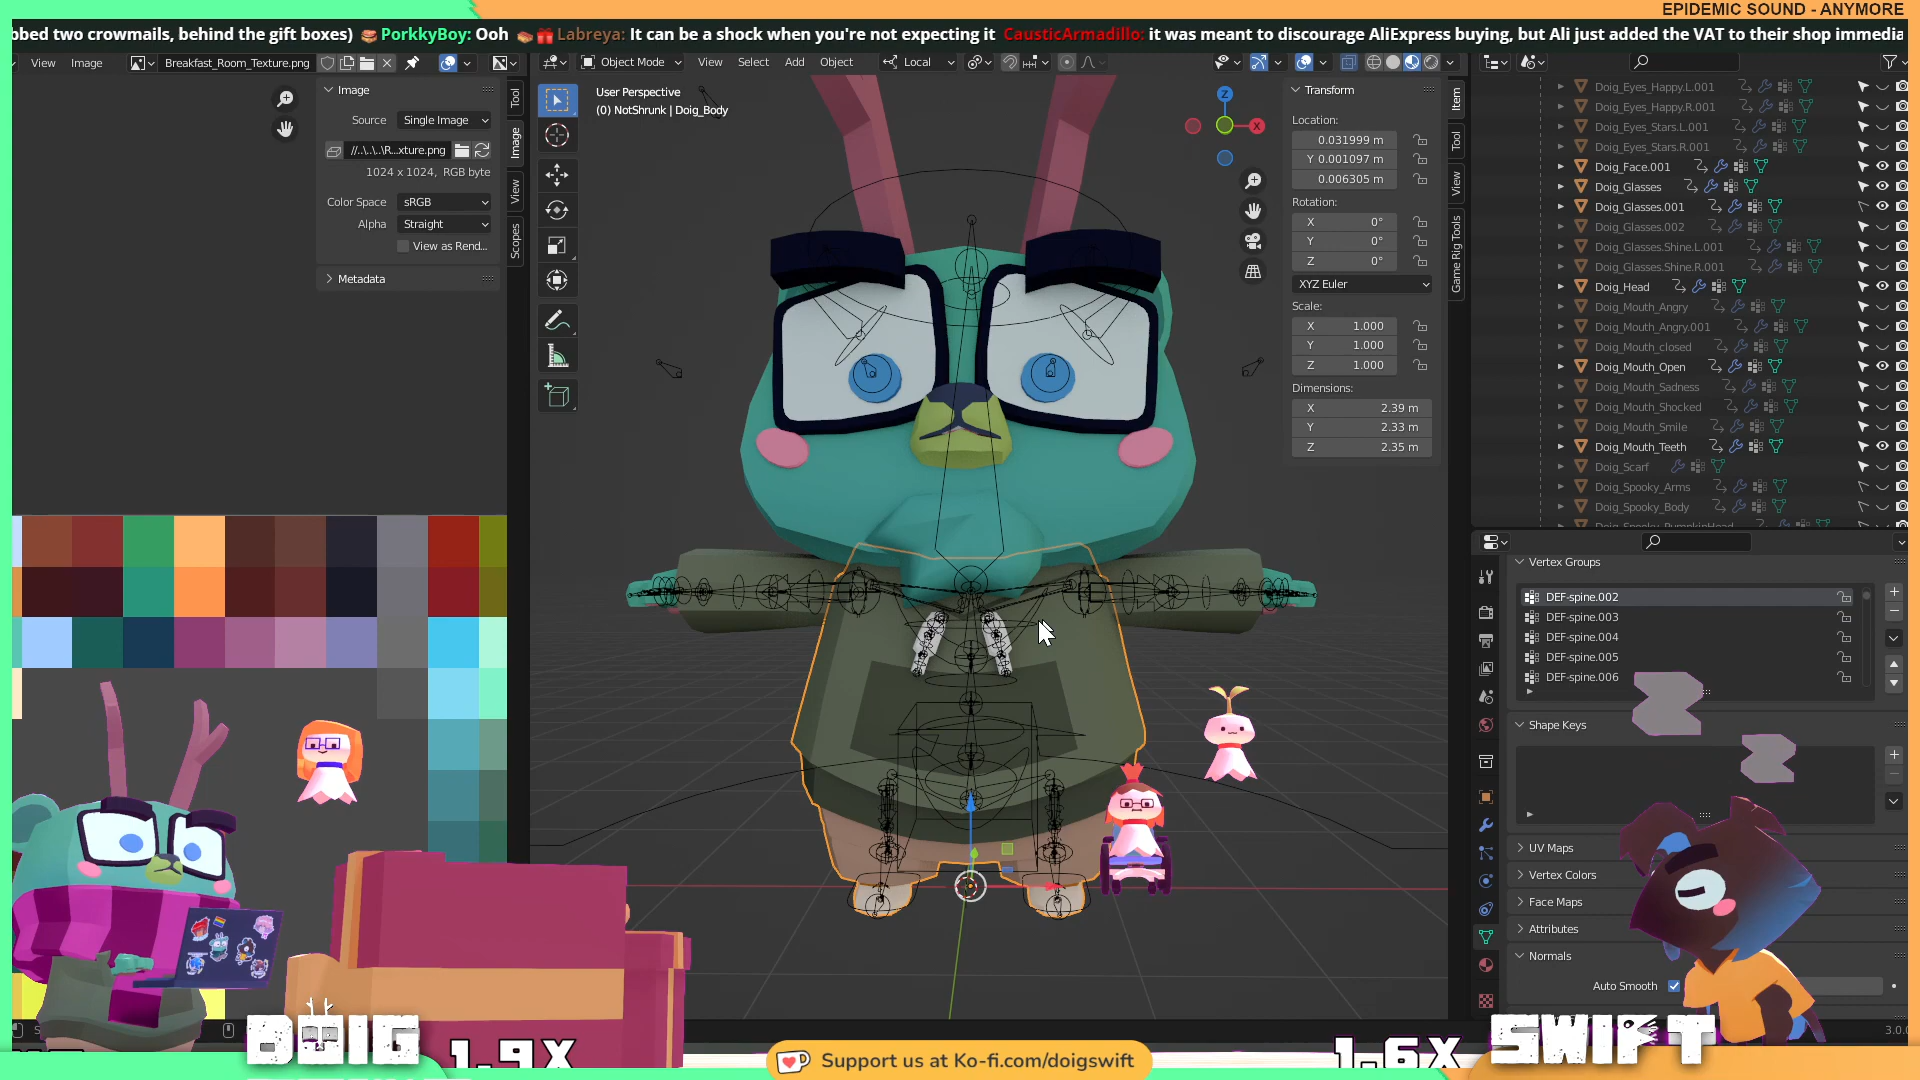 EPIDEMIC SOUND - ANYMORE
bbed two crowmails, behind the gift boxes) PorkkyBoy: Ooh Labreya: It can be a shock when you're not expecting it CausticArmadillo: it was meant to discourage AliExpress buying, but Ali just added the VAT to their shop immedia
View Image Breakfast_Room_Texture.png
Object Mode View Select Add Object Local
Image
Source Single Image
//..\..\..\R...xture.png
1024 x 1024, RGB byte
Color Space sRGB
Alpha Straight
View as Rend...
Metadata
Tool
Image
View
Scopes
User Perspective
(0) NotShrunk | Doig_Body
Z
X
Transform
Location:
0.031999 m
Y 0.001097 m
0.006305 m
Rotation:
X 0°
Y 0°
Z 0°
XYZ Euler
Scale:
X 1.000
Y 1.000
Z 1.000
Dimensions:
X 2.39 m
Y 2.33 m
Z 2.35 m
Item
Tool
View
Game Rig Tools
Doig_Eyes_Happy.L.001
Doig_Eyes_Happy.R.001
Doig_Eyes_Stars.L.001
Doig_Eyes_Stars.R.001
Doig_Face.001
Doig_Glasses
Doig_Glasses.001
Doig_Glasses.002
Doig_Glasses.Shine.L.001
Doig_Glasses.Shine.R.001
Doig_Head
Doig_Mouth_Angry
Doig_Mouth_Angry.001
Doig_Mouth_closed
Doig_Mouth_Open
Doig_Mouth_Sadness
Doig_Mouth_Shocked
Doig_Mouth_Smile
Doig_Mouth_Teeth
Doig_Scarf
Doig_Spooky_Arms
Doig_Spooky_Body
Doig_Spooky_PumpkinHead
Vertex Groups
DEF-spine.002
DEF-spine.003
DEF-spine.004
DEF-spine.005
DEF-spine.006
Shape Keys
UV Maps
Vertex Colors
Face Maps
Attributes
Normals
Auto Smooth
3.0.
DOIG
1.9X
Support us at Ko-fi.com/doigswift
1.6X
SWIFT